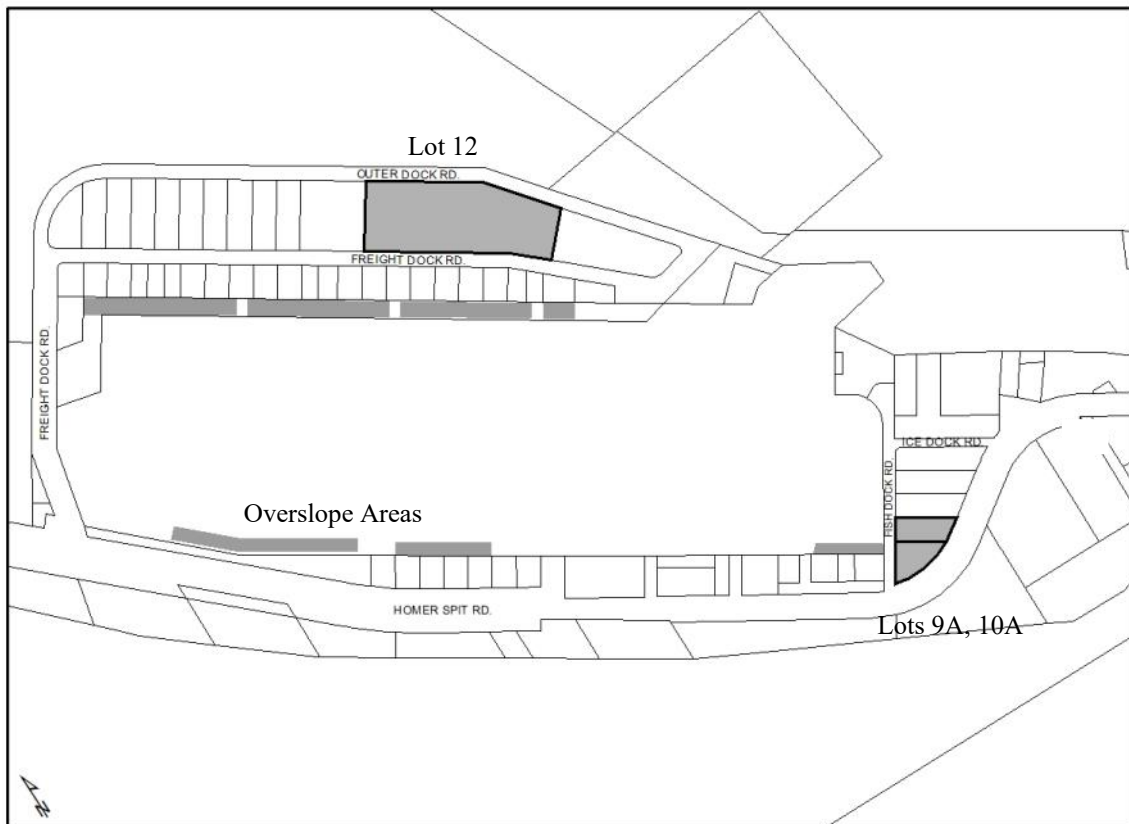 Lot 12
OUTER DOCK RD.
FREIGHT DOCK RD.
FREIGHT DOCK RD.
ICE DOCK RD.
FISH DOCK RD.
Overslope Areas
HOMER SPIT RD.
Lots 9A, 10A
N